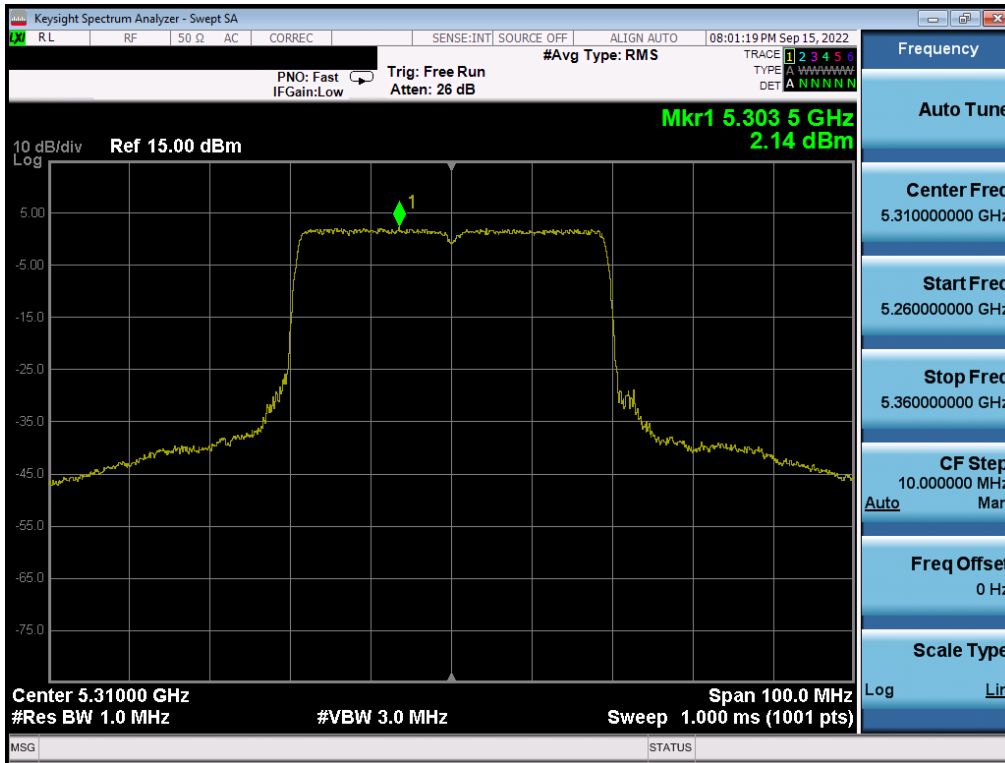 Keysight Spectrum Analyzer - Swept SA
LXI RL RF 50 Ω AC CORREC SENSE:INT SOURCE OFF ALIGN AUTO 08:01:19 PM Sep 15, 2022
#Avg Type: RMS
TRACE 1 2 3 4 5 6
PNO: Fast Trig: Free Run
TYPE A WWWWW
IFGain:Low Atten: 26 dB
DET A N N N N N
Frequency
Mkr1 5.303 5 GHz
2.14 dBm
10 dB/div Ref 15.00 dBm
Log
1
5.00
-5.00
-15.0
-25.0
-35.0
-45.0
-55.0
-65.0
-75.0
Center 5.31000 GHz Span 100.0 MHz
#Res BW 1.0 MHz #VBW 3.0 MHz Sweep 1.000 ms (1001 pts)
MSG STATUS
Auto Tune
Center Freq
5.310000000 GHz
Start Freq
5.260000000 GHz
Stop Freq
5.360000000 GHz
CF Step
10.000000 MHz
Auto Man
Freq Offset
0 Hz
Scale Type
Log Lin